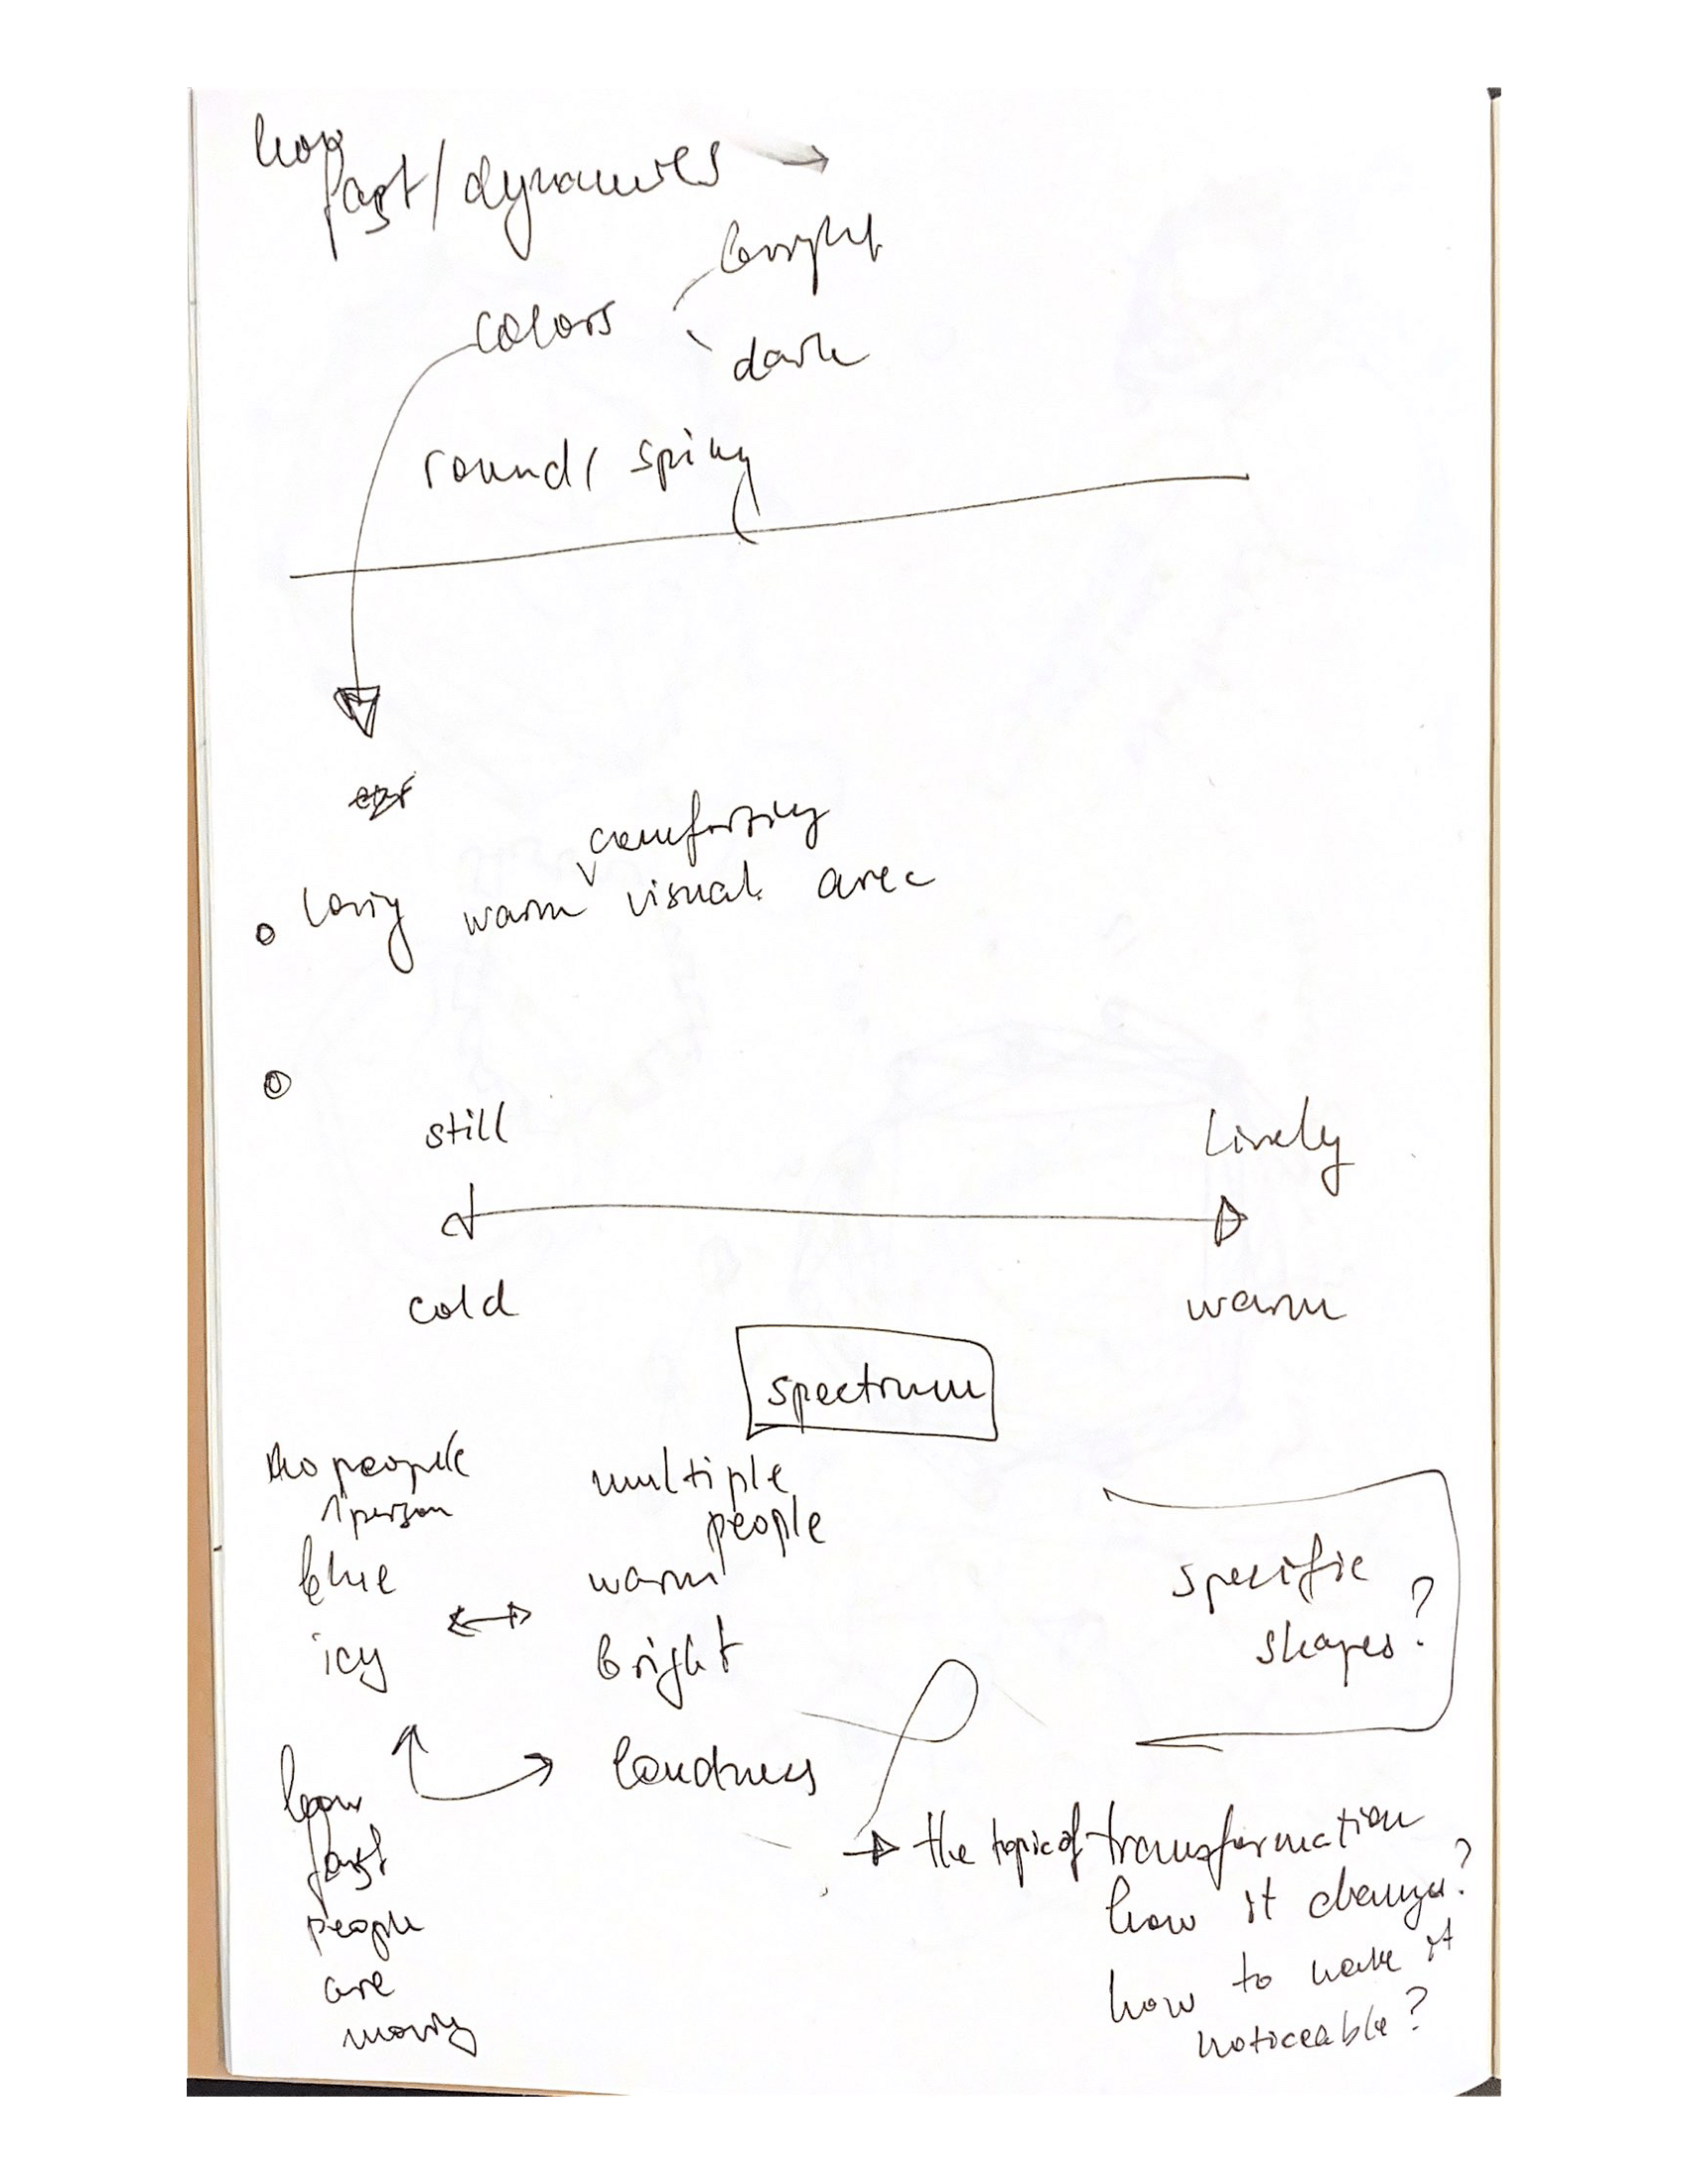 how
fast/dynamics →
colors
bright
dark
round/ spiky
comforting
warm visual area
still
Lively
cold
warm
spectrum
no people
1 person
multiple
people
blue
warm
icy
bright
specific
shapes?
loudness
how
fast
people
are
moving
→ the topic of transformation
how it changes?
how to make it
noticeable?